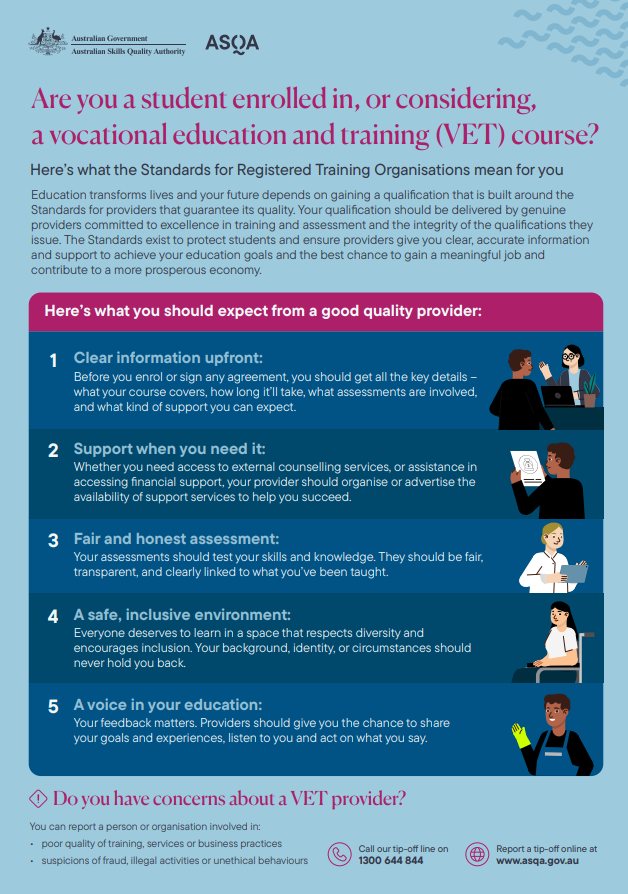 Australian Government
Australian Skills Quality Authority
ASQA
Are you a student enrolled in, or considering,
a vocational education and training (VET) course?
Here's what the Standards for Registered Training Organisations mean for you
Education transforms lives and your future depends on gaining a qualification that is built around the
Standards for providers that guarantee its quality. Your qualification should be delivered by genuine
providers committed to excellence in training and assessment and the integrity of the qualifications they
issue. The Standards exist to protect students and ensure providers give you clear, accurate information
and support to achieve your education goals and the best chance to gain a meaningful job and
contribute to a more prosperous economy.
Here's what you should expect from a good quality provider:
1 Clear information upfront:
Before you enrol or sign any agreement, you should get all the key details –
what your course covers, how long it'll take, what assessments are involved,
and what kind of support you can expect.
2 Support when you need it:
Whether you need access to external counselling services, or assistance in
accessing financial support, your provider should organise or advertise the
availability of support services to help you succeed.
3 Fair and honest assessment:
Your assessments should test your skills and knowledge. They should be fair,
transparent, and clearly linked to what you've been taught.
4 A safe, inclusive environment:
Everyone deserves to learn in a space that respects diversity and
encourages inclusion. Your background, identity, or circumstances should
never hold you back.
5 A voice in your education:
Your feedback matters. Providers should give you the chance to share
your goals and experiences, listen to you and act on what you say.
Do you have concerns about a VET provider?
You can report a person or organisation involved in:
• poor quality of training, services or business practices
• suspicions of fraud, illegal activities or unethical behaviours
Call our tip-off line on
1300 644 844
Report a tip-off online at
www.asqa.gov.au